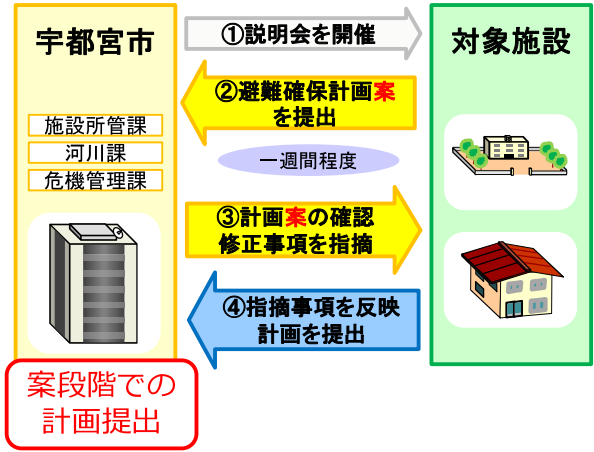 宇都宮市
施設所管課
河川課
危機管理課
①説明会を開催
②避難確保計画案
を提出
一週間程度
③計画案の確認
修正事項を指摘
④指摘事項を反映
計画を提出
対象施設
案段階での
計画提出